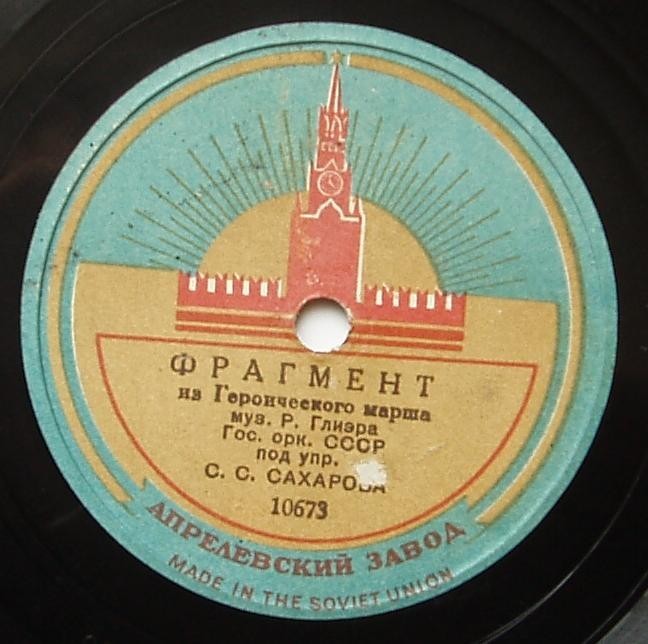 ФРАГМЕНТ
из Героического марша
муз. Р. Глиэра
Гос. орк. СССР
под упр.
С. С. САХАРОВА
10673
АПРЕЛЕВСКИЙ ЗАВОД
MADE IN THE SOVIET UNION